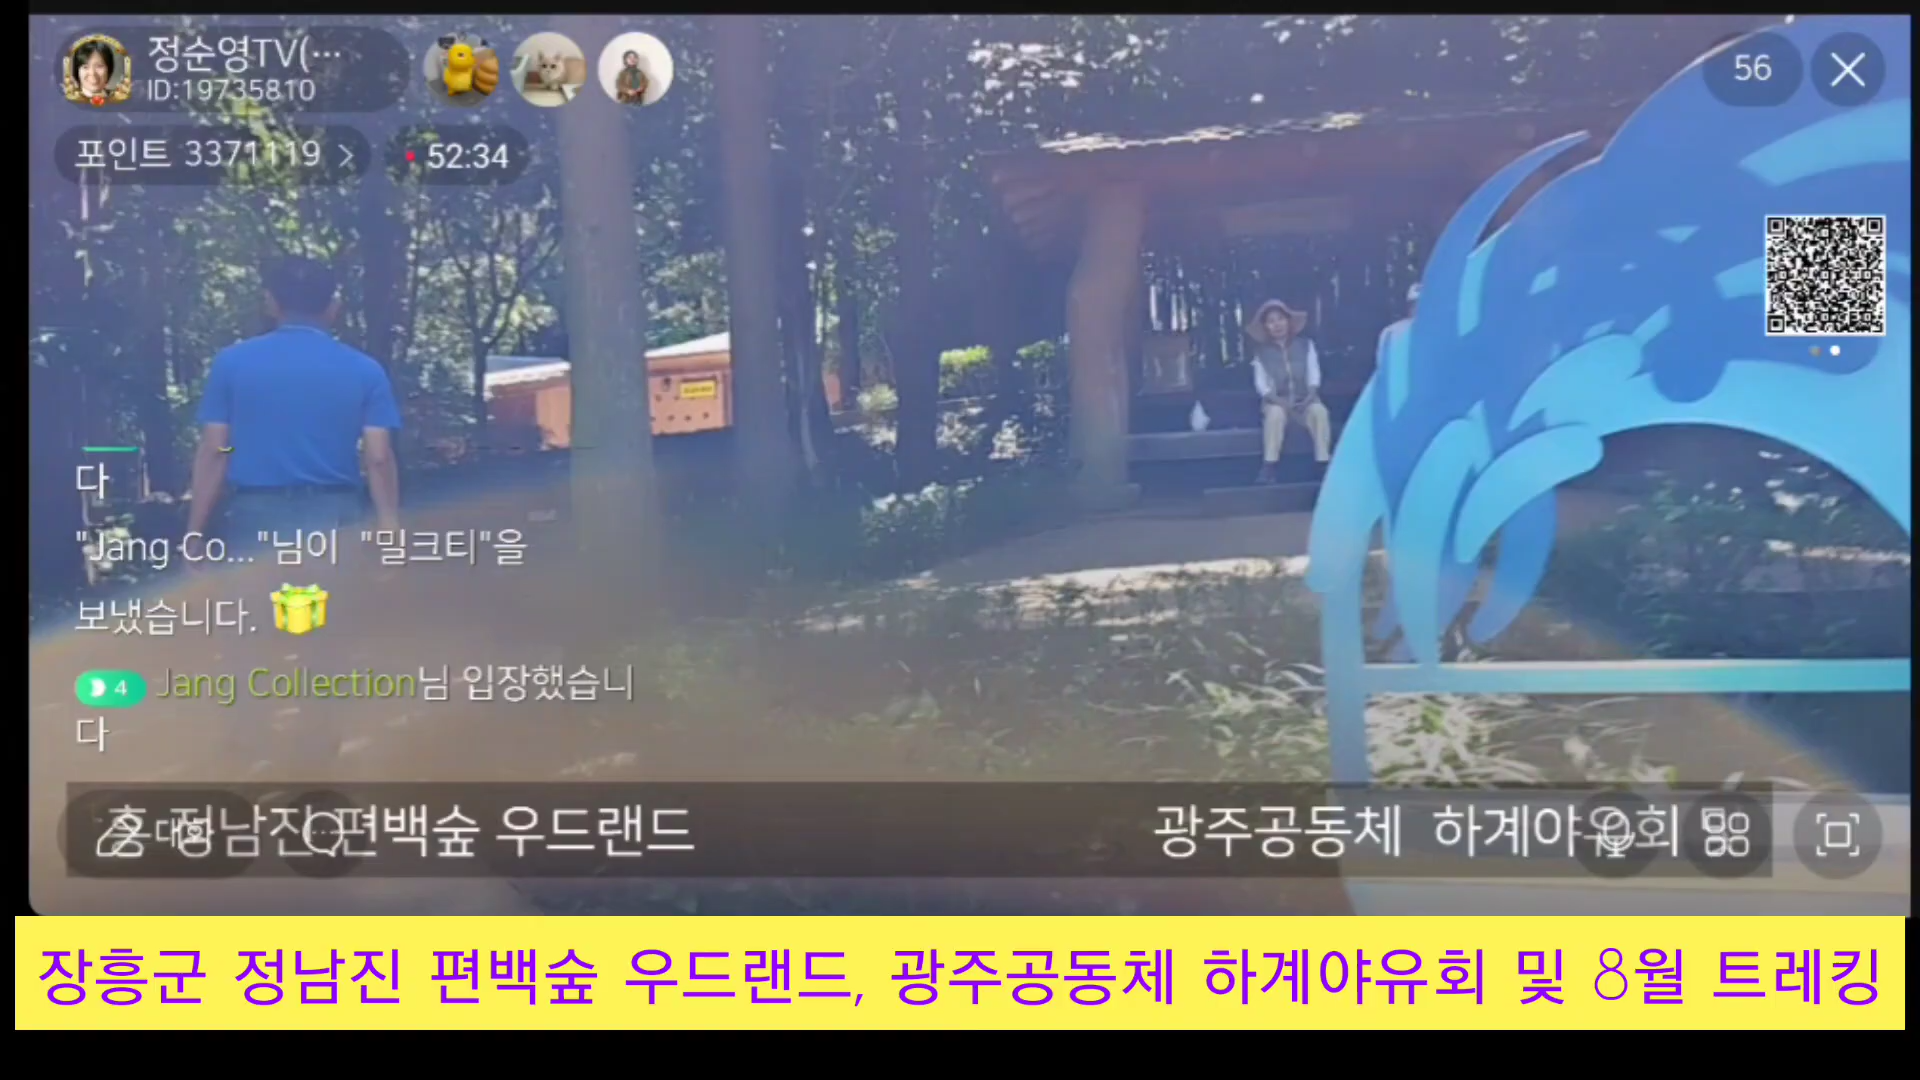 정순영TV(…
ID:19735810
56
포인트 3371119 >
52:34
다
"Jang Co..."님이 "밀크티"을
보냈습니다.
4 Jang Collection님 입장했습니
다
흥 정남진 편백숲 우드랜드 광주공동체 하계야유회
대화
장흥군 정남진 편백숲 우드랜드, 광주공동체 하계야유회 및 8월 트레킹